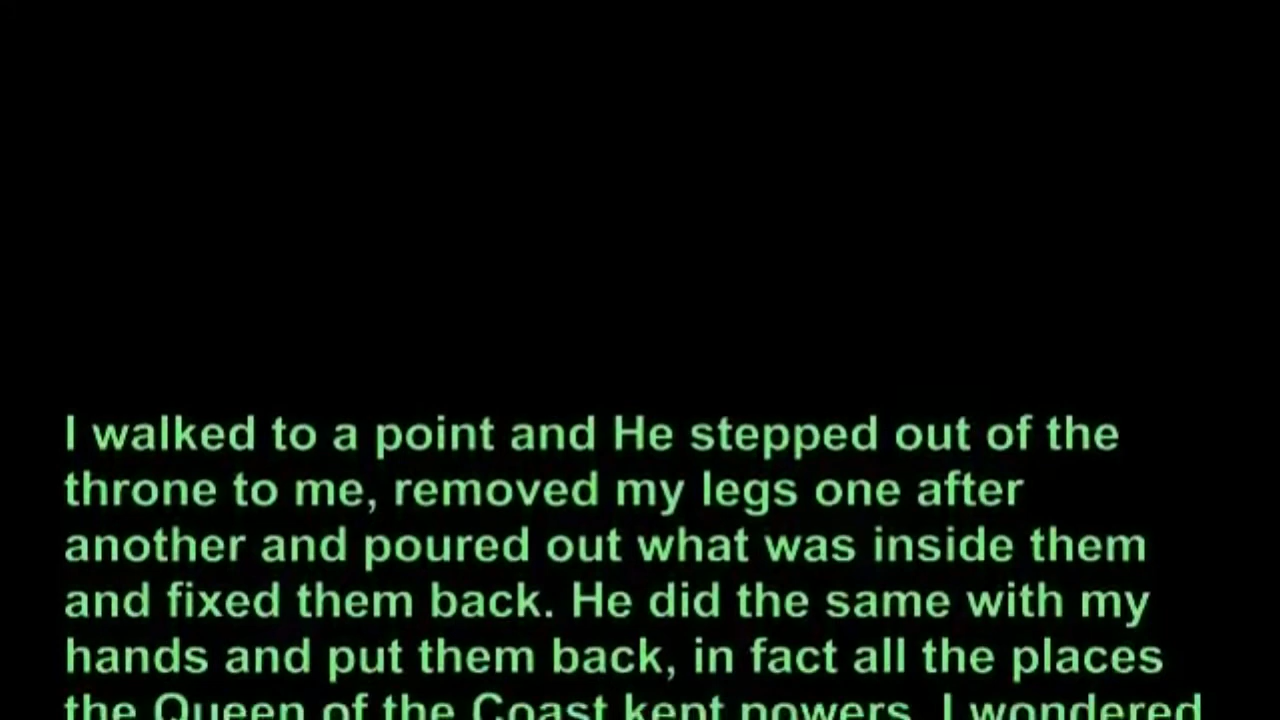 I walked to a point and He stepped out of the
throne to me, removed my legs one after
another and poured out what was inside them
and fixed them back. He did the same with my
hands and put them back, in fact all the places
the Queen of the Coast kept powers. I wondered